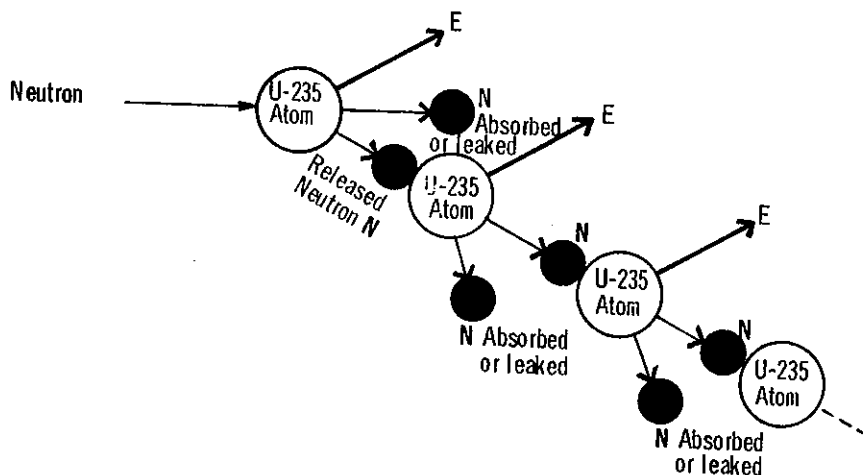 E
Neutron
U-235
Atom
N
Absorbed
or leaked
E
Released
Neutron N
U-235
Atom
N
E
U-235
Atom
N Absorbed
or leaked
N
U-235
Atom
N Absorbed
or leaked